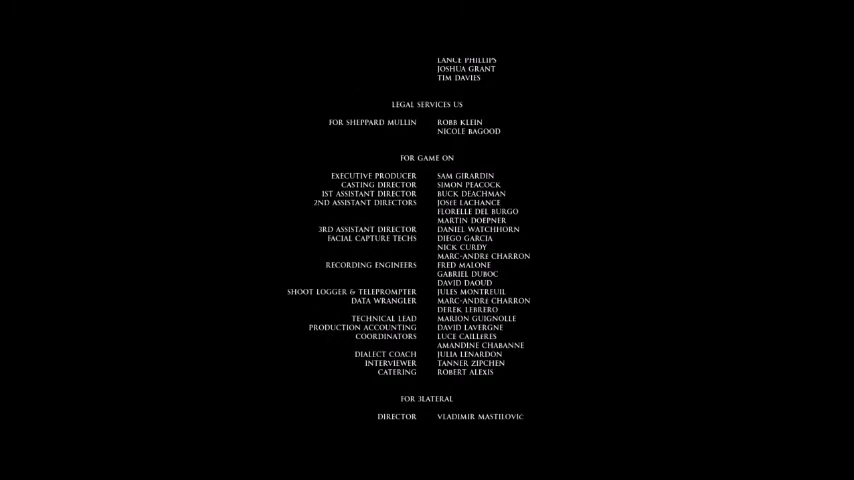 LANCE PHILLIPS
JOSHUA GRANT
TIM DAVIES
LEGAL SERVICES US
FOR SHEPPARD MULLIN ROBB KLEIN
NICOLE BAGOOD
FOR GAME ON
EXECUTIVE PRODUCER SAM GIRARDIN
CASTING DIRECTOR SIMON PEACOCK
1ST ASSISTANT DIRECTOR BUCK DEACHMAN
2ND ASSISTANT DIRECTORS JOSéE LACHANCE
FLORELLE DEL BURGO
MARTIN DOEPNER
3RD ASSISTANT DIRECTOR DANIEL WATCHHORN
FACIAL CAPTURE TECHS DIEGO GARCIA
NICK CURDY
MARC-ANDRé CHARRON
RECORDING ENGINEERS FRED MALONE
GABRIEL DUBOC
DAVID DAOUD
SHOOT LOGGER & TELEPROMPTER JULES MONTREUIL
DATA WRANGLER MARC-ANDRé CHARRON
DEREK LEBRERO
TECHNICAL LEAD MARION GUIGNOLLE
PRODUCTION ACCOUNTING DAVID LAVERGNE
COORDINATORS LUCE CAILLèRES
AMANDINE CHABANNE
DIALECT COACH JULIA LENARDON
INTERVIEWER TANNER ZIPCHEN
CATERING ROBERT ALEXIS
FOR 3LATERAL
DIRECTOR VLADIMIR MASTILOVIć